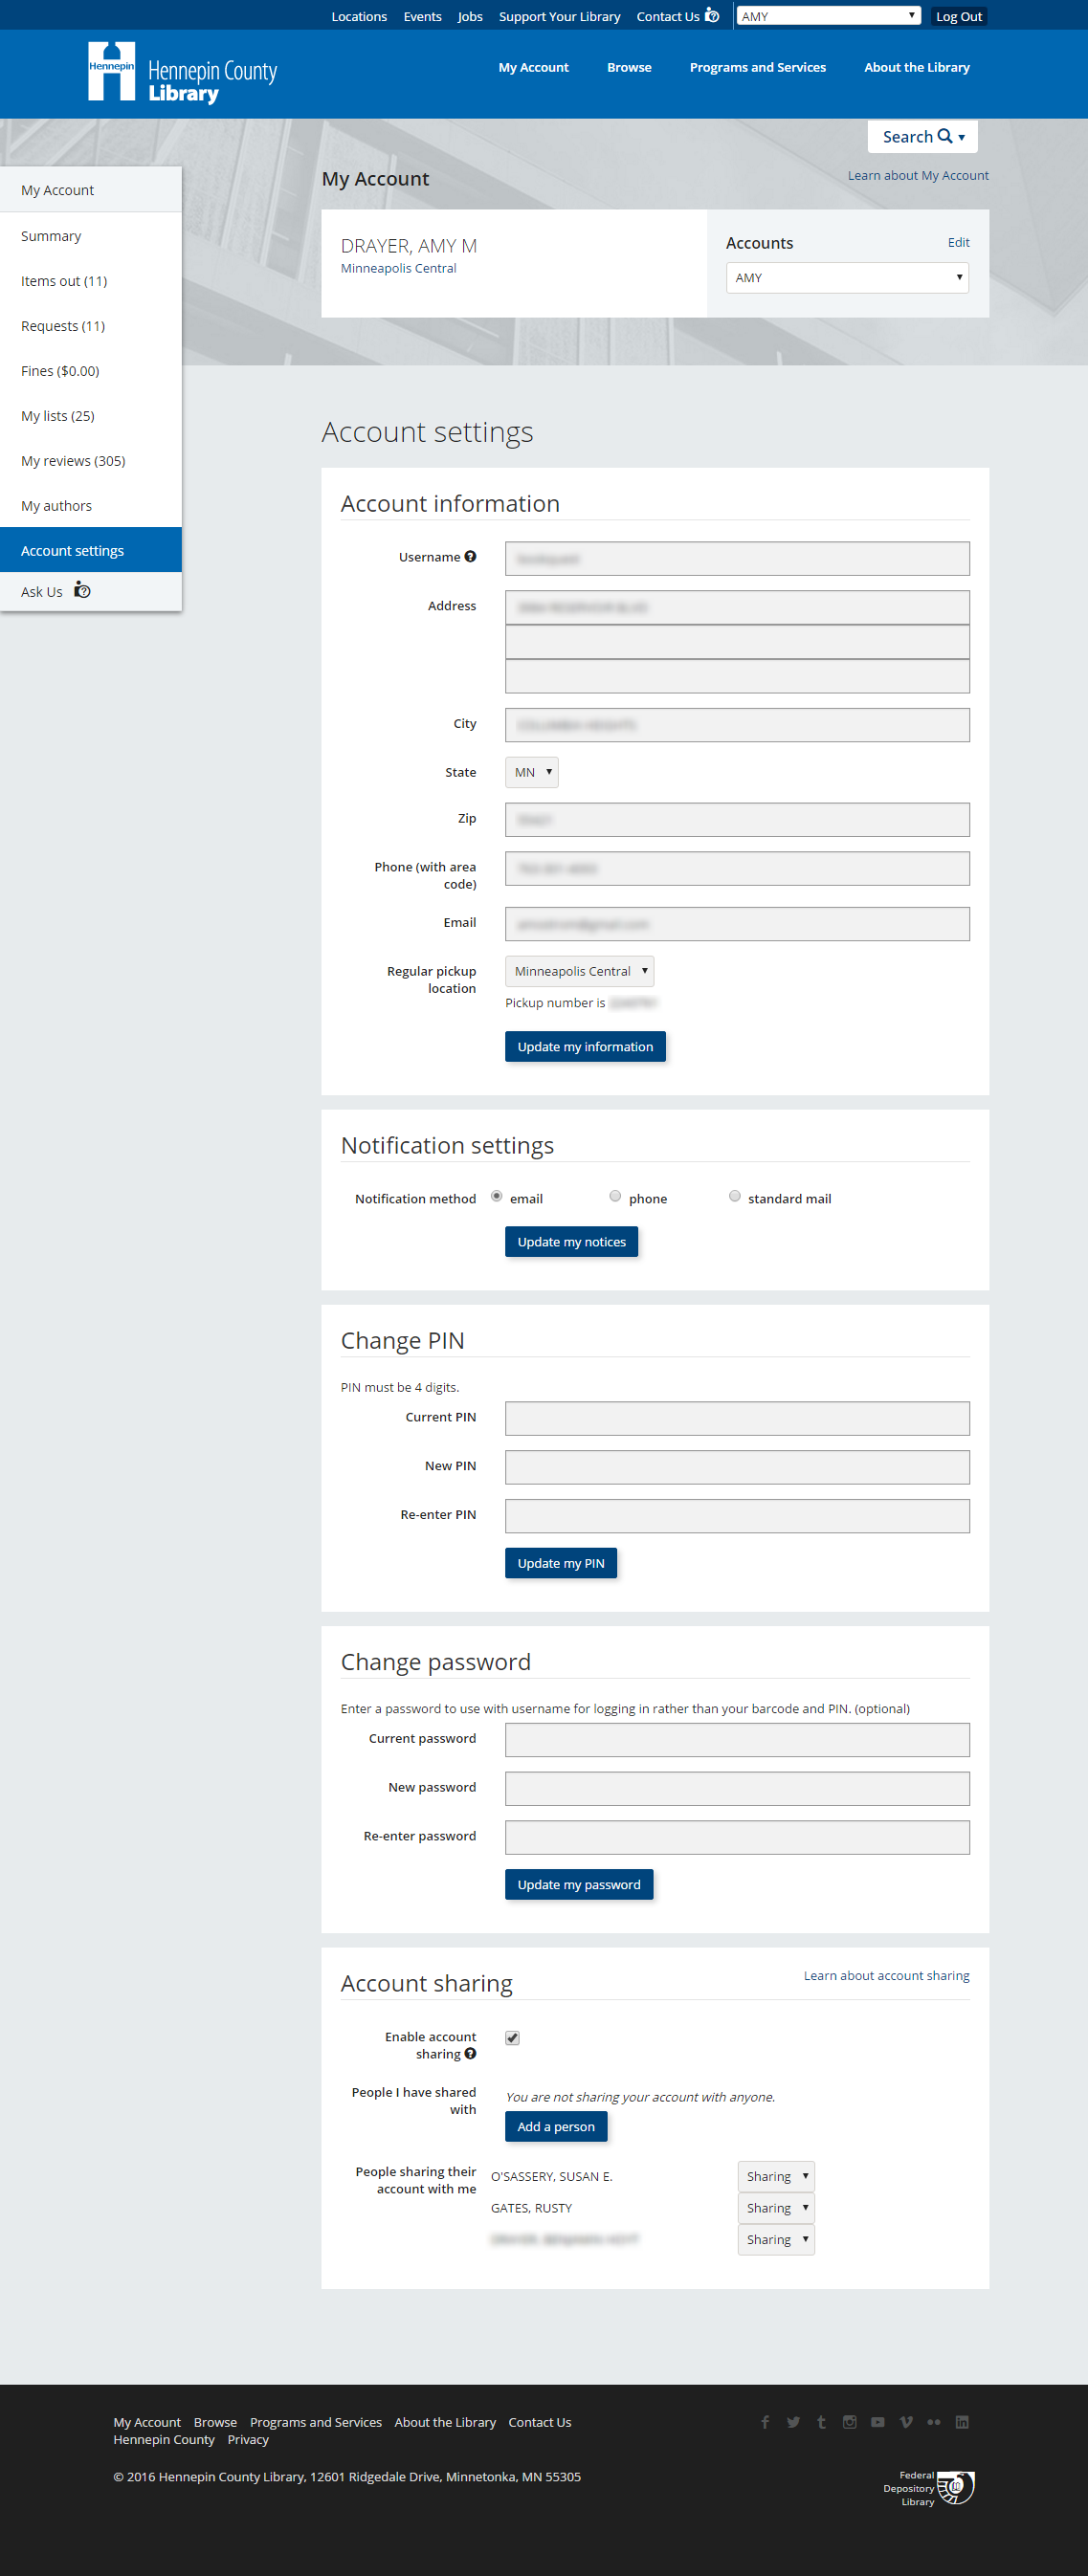 Locations Events Jobs Support Your Library Contact Us AMY Log Out
Hennepin
Hennepin County
Library
My Account Browse Programs and Services About the Library
Search
My Account
Learn about My Account
DRAYER, AMY M
Minneapolis Central
Accounts Edit
AMY
My Account
Summary
Items out (11)
Requests (11)
Fines ($0.00)
My lists (25)
My reviews (305)
My authors
Account settings
Ask Us
Account settings
Account information
Username
Address
City
State MN
Zip
Phone (with area
code)
Email
Regular pickup
location
Minneapolis Central
Pickup number is
Update my information
Notification settings
Notification method email phone standard mail
Update my notices
Change PIN
PIN must be 4 digits.
Current PIN
New PIN
Re-enter PIN
Update my PIN
Change password
Enter a password to use with username for logging in rather than your barcode and PIN. (optional)
Current password
New password
Re-enter password
Update my password
Account sharing
Learn about account sharing
Enable account
sharing
People I have shared
with
You are not sharing your account with anyone.
Add a person
People sharing their
account with me
O'SASSERY, SUSAN E. Sharing
GATES, RUSTY Sharing
Sharing
My Account Browse Programs and Services About the Library Contact Us
Hennepin County Privacy
© 2016 Hennepin County Library, 12601 Ridgedale Drive, Minnetonka, MN 55305
Federal
Depository
Library